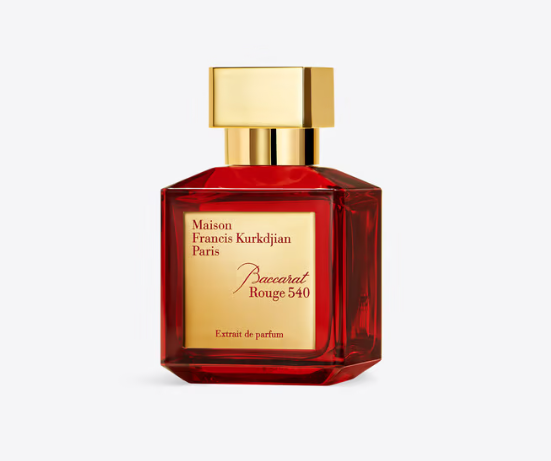 Maison
Francis Kurkdjian
Paris
Baccarat
Rouge 540
Extrait de parfum